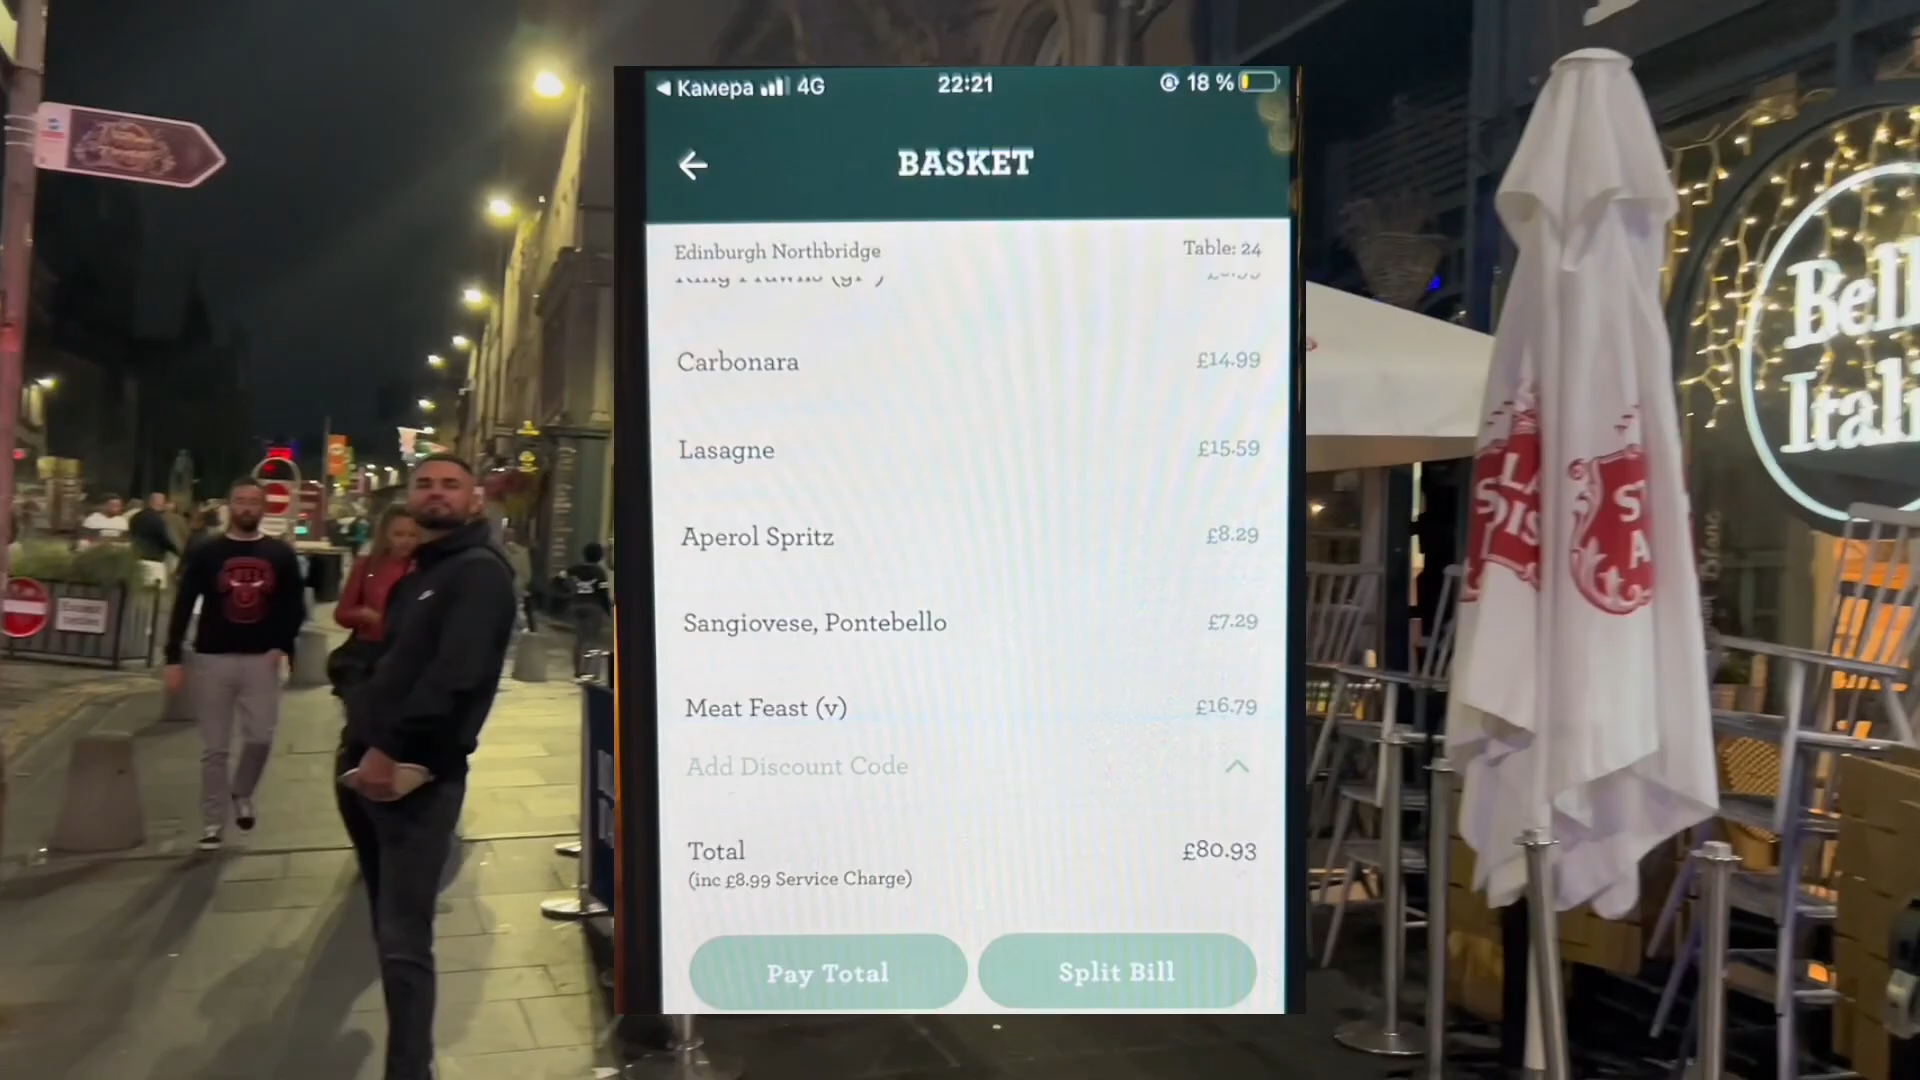 Камера 4G 22:21 18 %
BASKET
Edinburgh Northbridge Table: 24
Carbonara £14.99
Lasagne £15.59
Aperol Spritz £8.29
Sangiovese, Pontebello £7.29
Meat Feast (v) £16.79
Add Discount Code
Total £80.93
(inc £8.99 Service Charge)
Pay Total Split Bill
Bell
Itali
Except